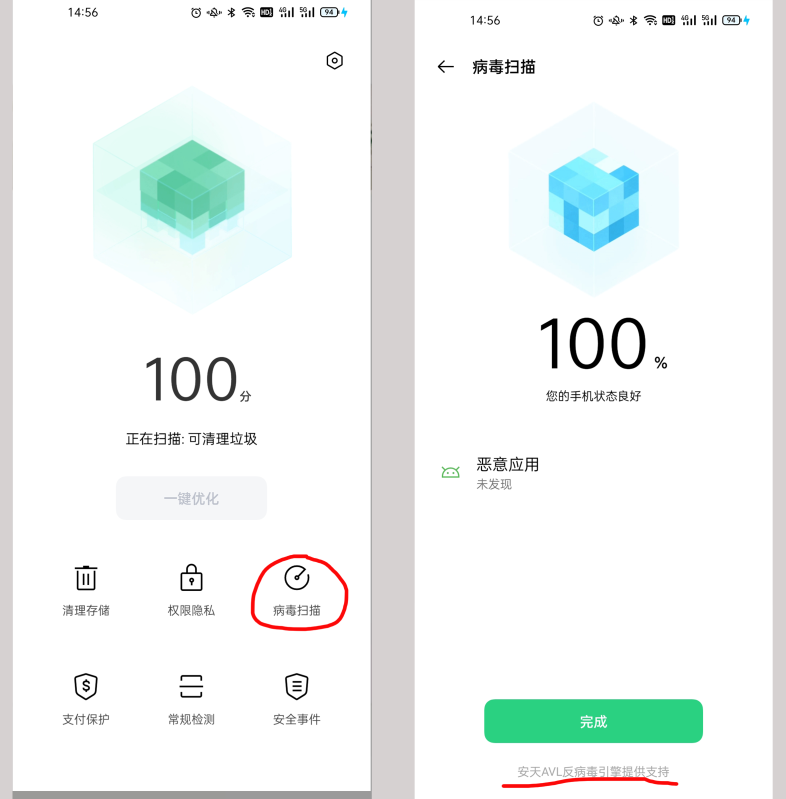 14:56
HD
4G
5G
94
100分
正在扫描: 可清理垃圾
一键优化
清理存储
权限隐私
病毒扫描
支付保护
常规检测
安全事件
14:56
HD
4G
5G
94
病毒扫描
100 %
您的手机状态良好
恶意应用
未发现
完成
安天AVL反病毒引擎提供支持